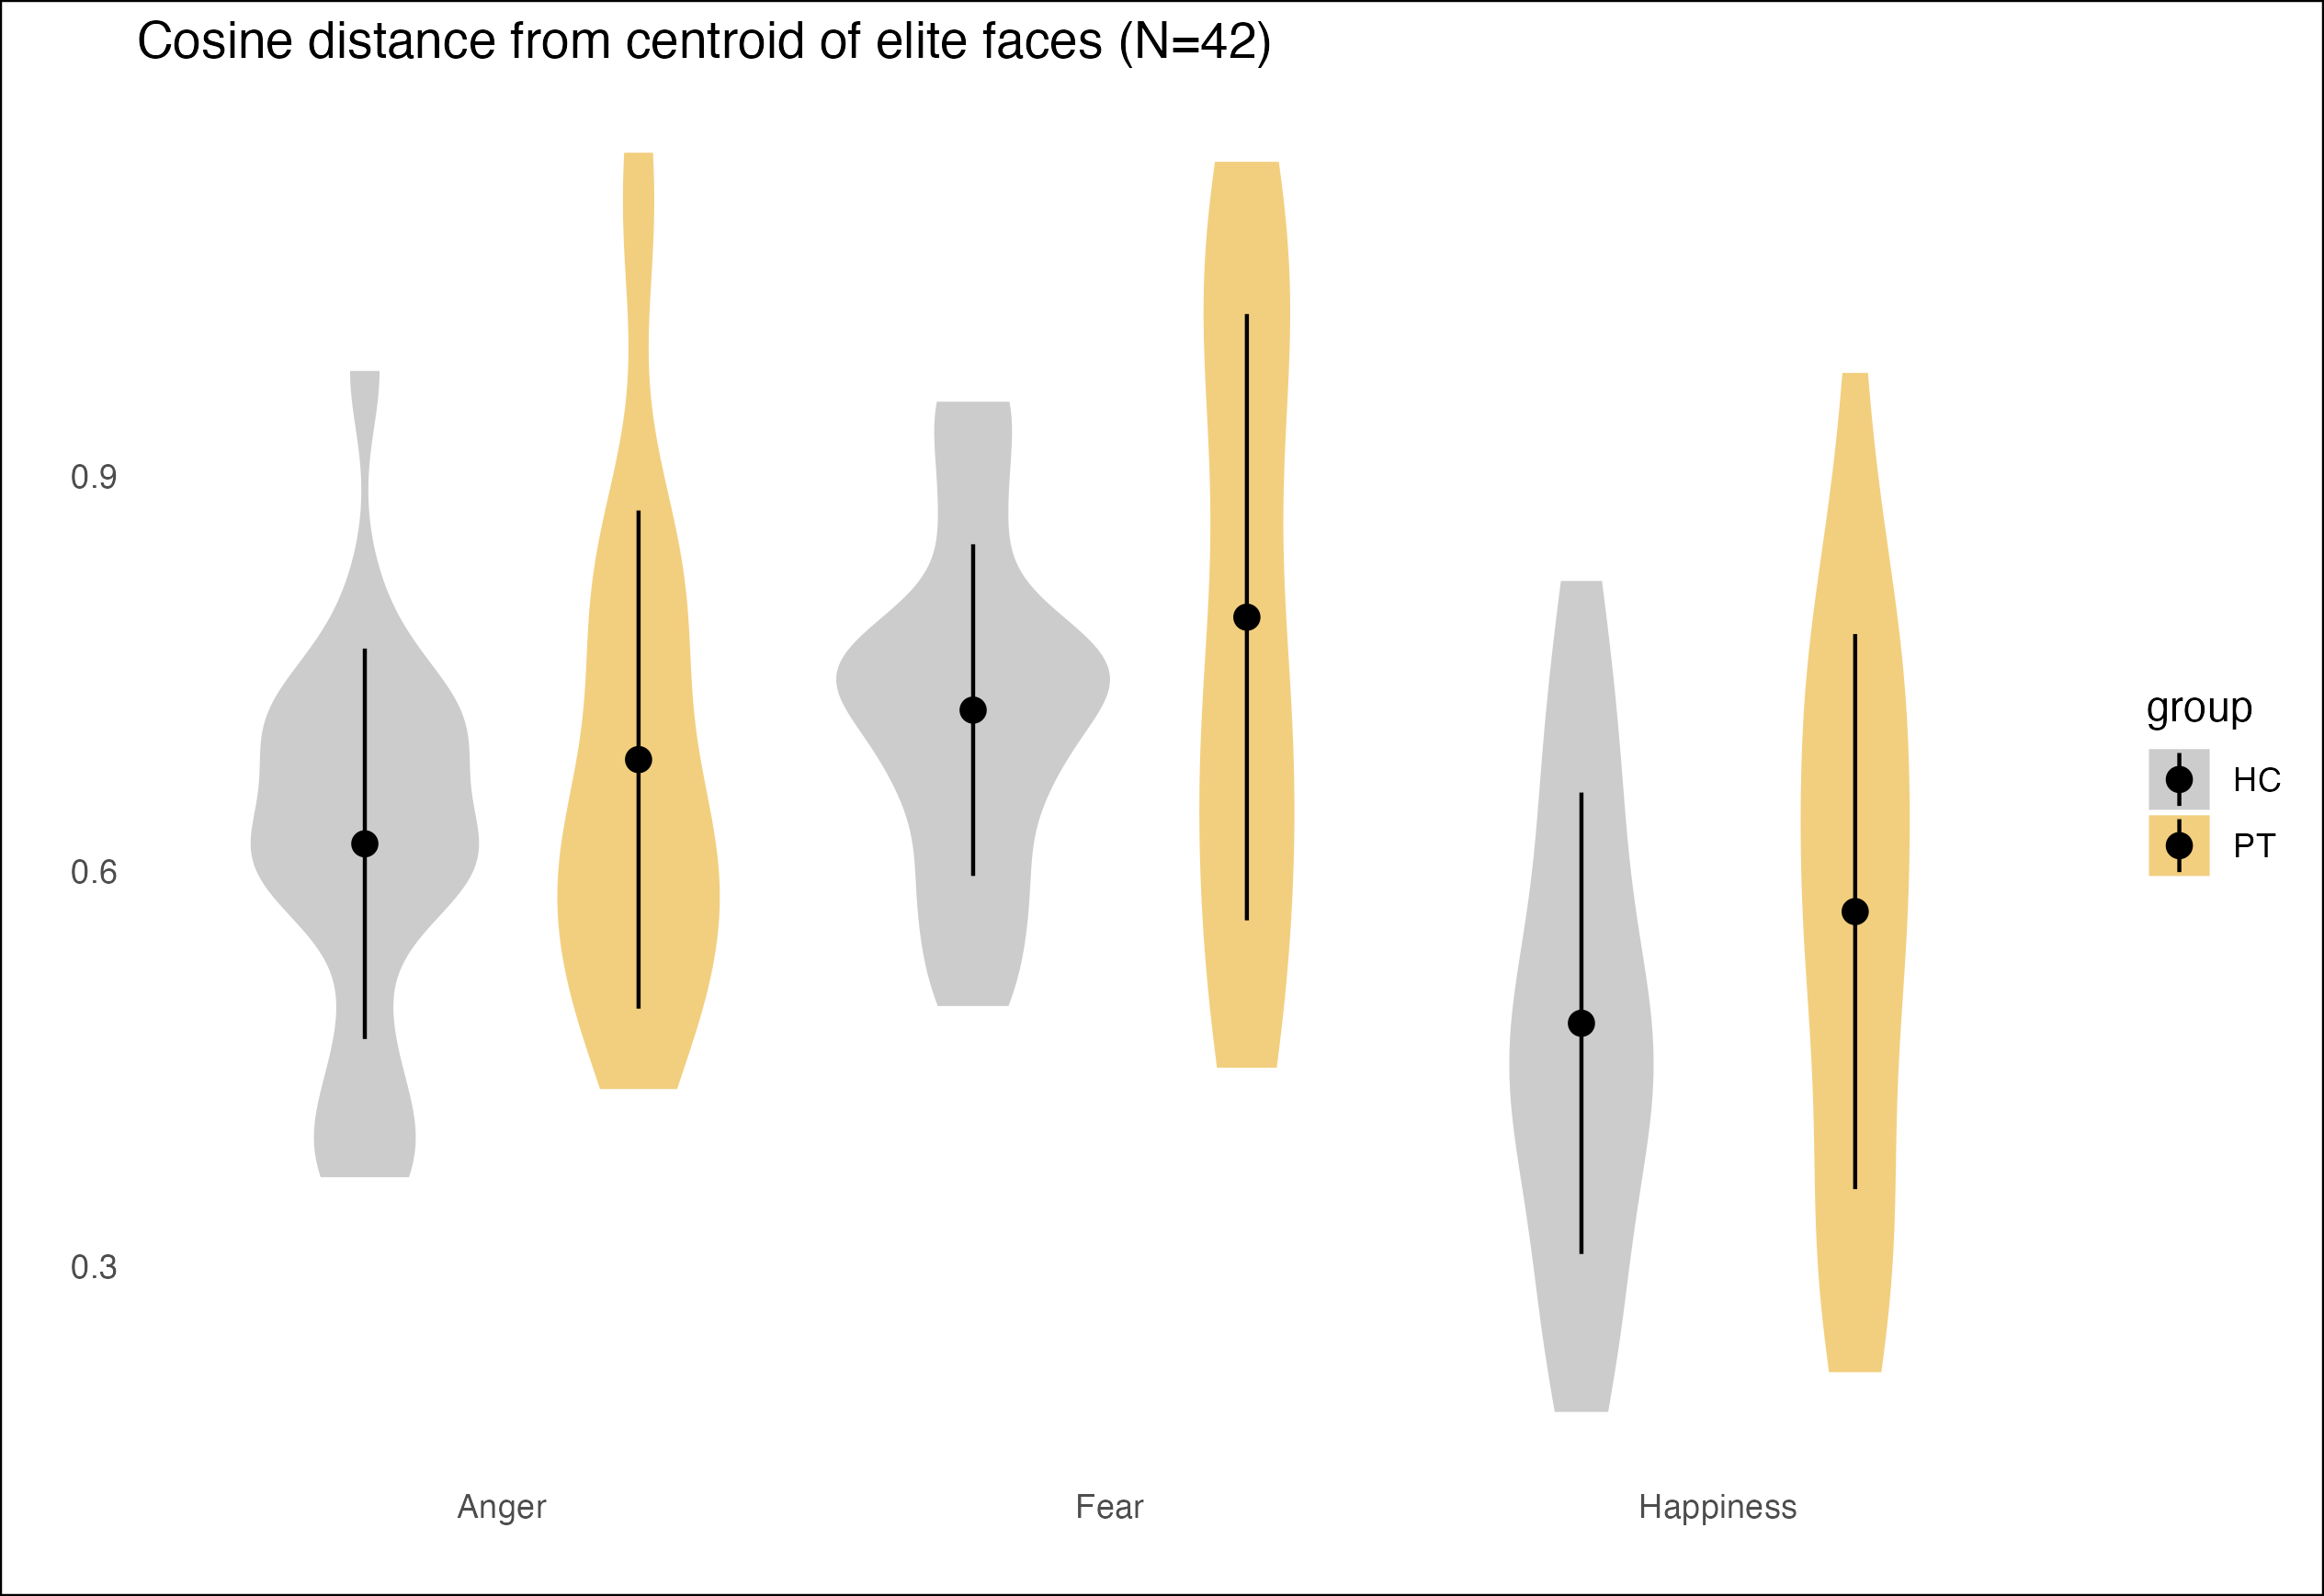 Cosine distance from centroid of elite faces (N=42)
0.9
0.6
0.3
Anger
Fear
Happiness
group
HC
PT